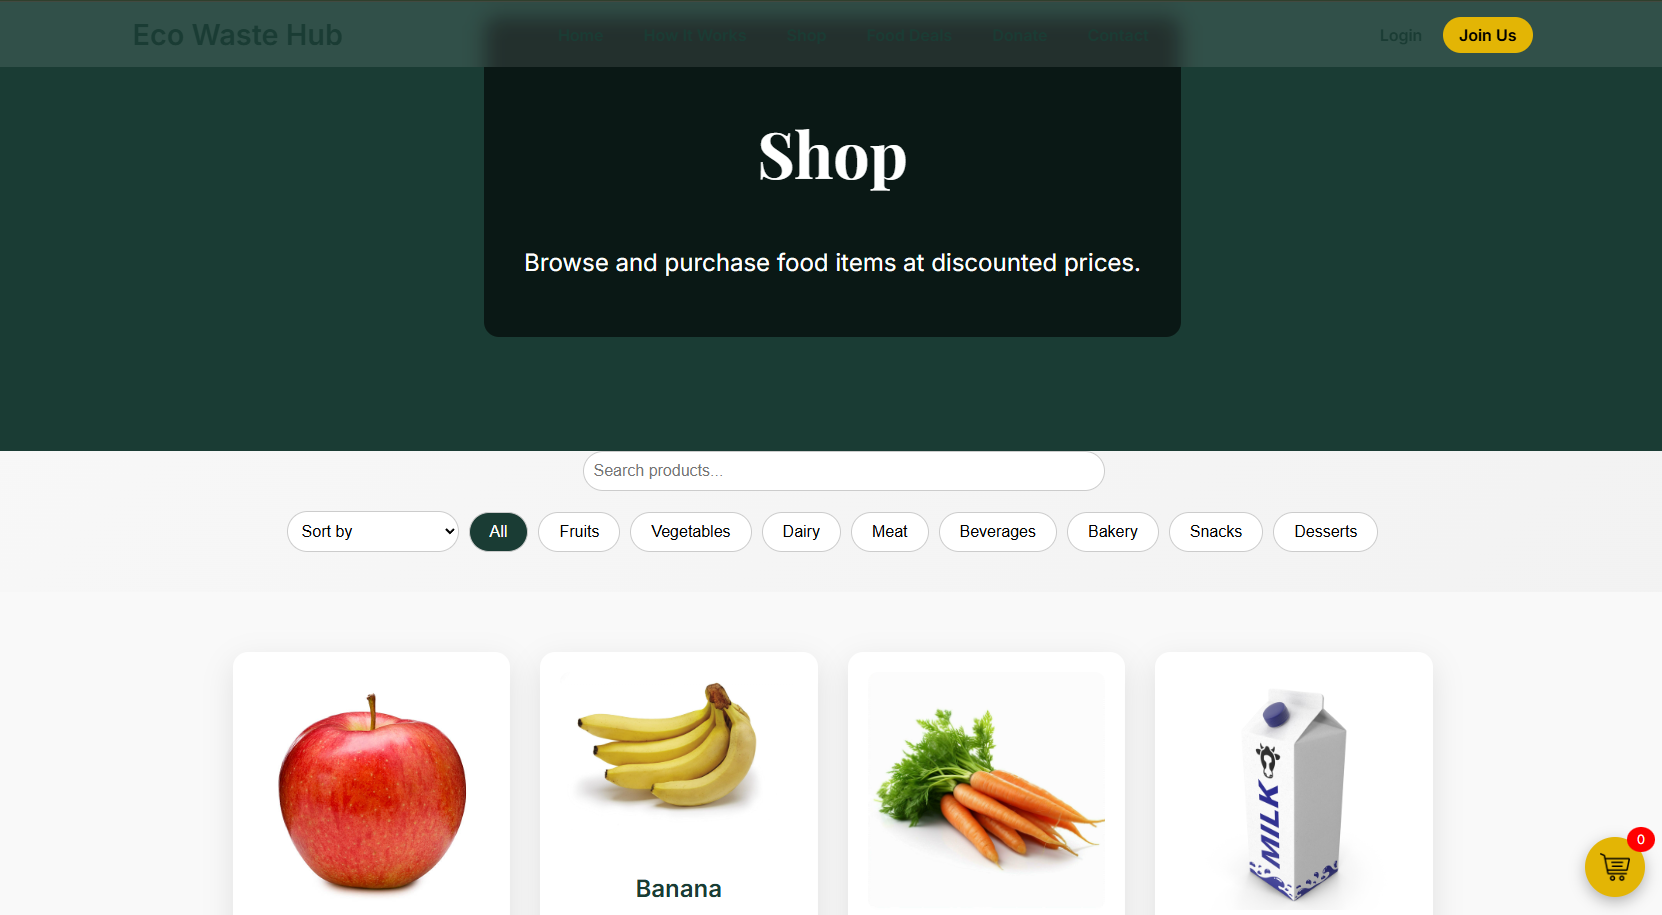 Eco Waste Hub
Home How It Works Shop Food Deals Donate Contact
Login
Join Us
Shop
Browse and purchase food items at discounted prices.
Search products...
Sort by
All
Fruits
Vegetables
Dairy
Meat
Beverages
Bakery
Snacks
Desserts
MILK
Banana
0